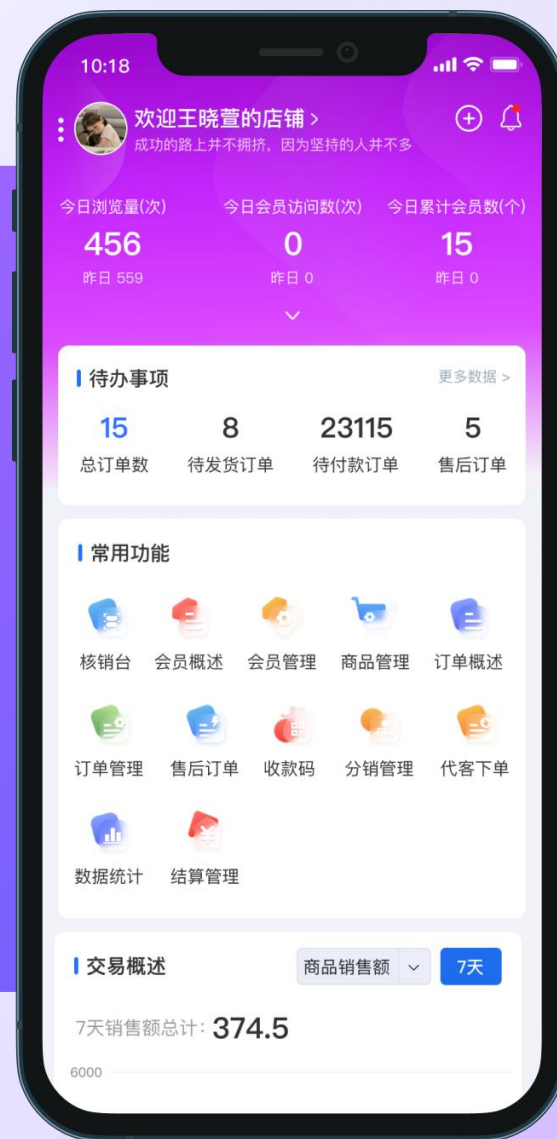 10:18
欢迎王晓萱的店铺 >
成功的路上并不拥挤，因为坚持的人并不多
今日浏览量(次) 今日会员访问数(次) 今日累计会员数(个)
456 0 15
昨日 559 昨日 0 昨日 0
待办事项 更多数据 >
15 8 23115 5
总订单数 待发货订单 待付款订单 售后订单
常用功能
核销台 会员概述 会员管理 商品管理 订单概述
订单管理 售后订单 收款码 分销管理 代客下单
数据统计 结算管理
交易概述 商品销售额 7天
7天销售额总计: 374.5
6000